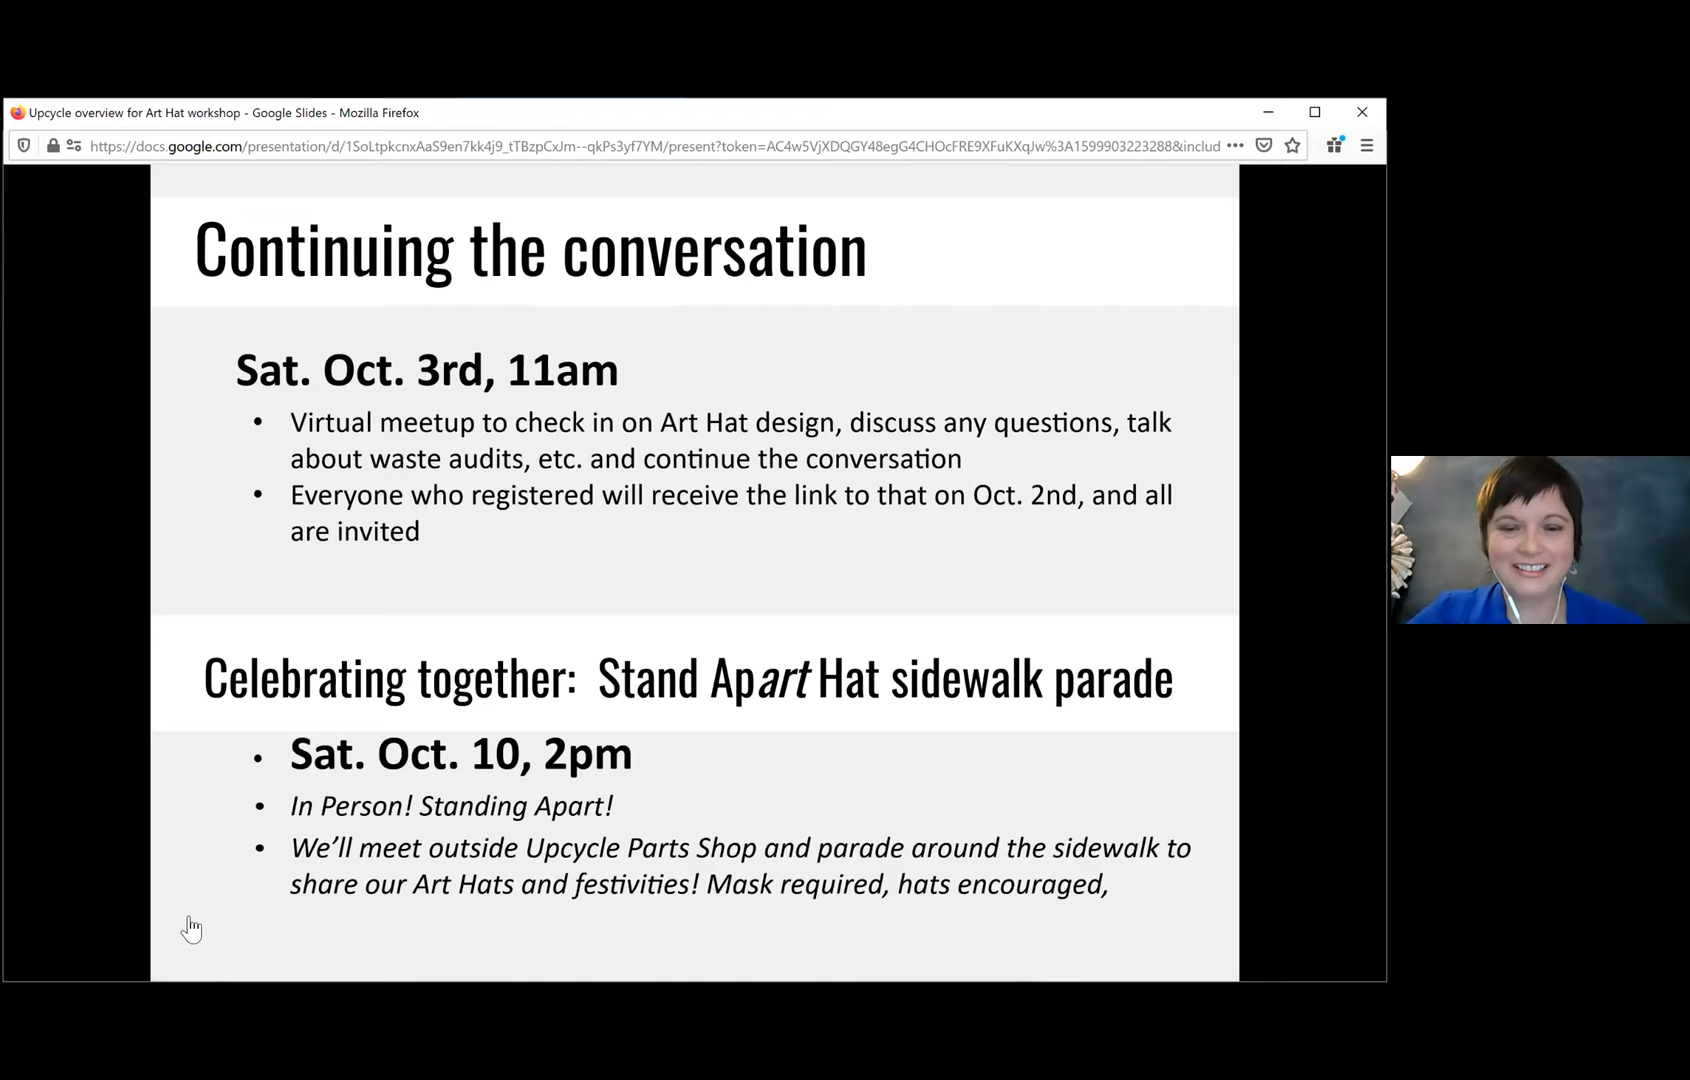 Upcycle overview for Art Hat workshop - Google Slides - Mozilla Firefox
https://docs.google.com/presentation/d/1SoLtpkcnxAaS9en7kk4j9_tTBzpCxJm--qkPs3yf7YM/present?token=AC4w5VjXDQGY48egG4CHOcFRE9XFuKXqJw%3A1599903223288&includ
Continuing the conversation
Sat. Oct. 3rd, 11am
• Virtual meetup to check in on Art Hat design, discuss any questions, talk
about waste audits, etc. and continue the conversation
• Everyone who registered will receive the link to that on Oct. 2nd, and all
are invited
Celebrating together: Stand Apart Hat sidewalk parade
• Sat. Oct. 10, 2pm
• In Person! Standing Apart!
• We’ll meet outside Upcycle Parts Shop and parade around the sidewalk to
share our Art Hats and festivities! Mask required, hats encouraged,